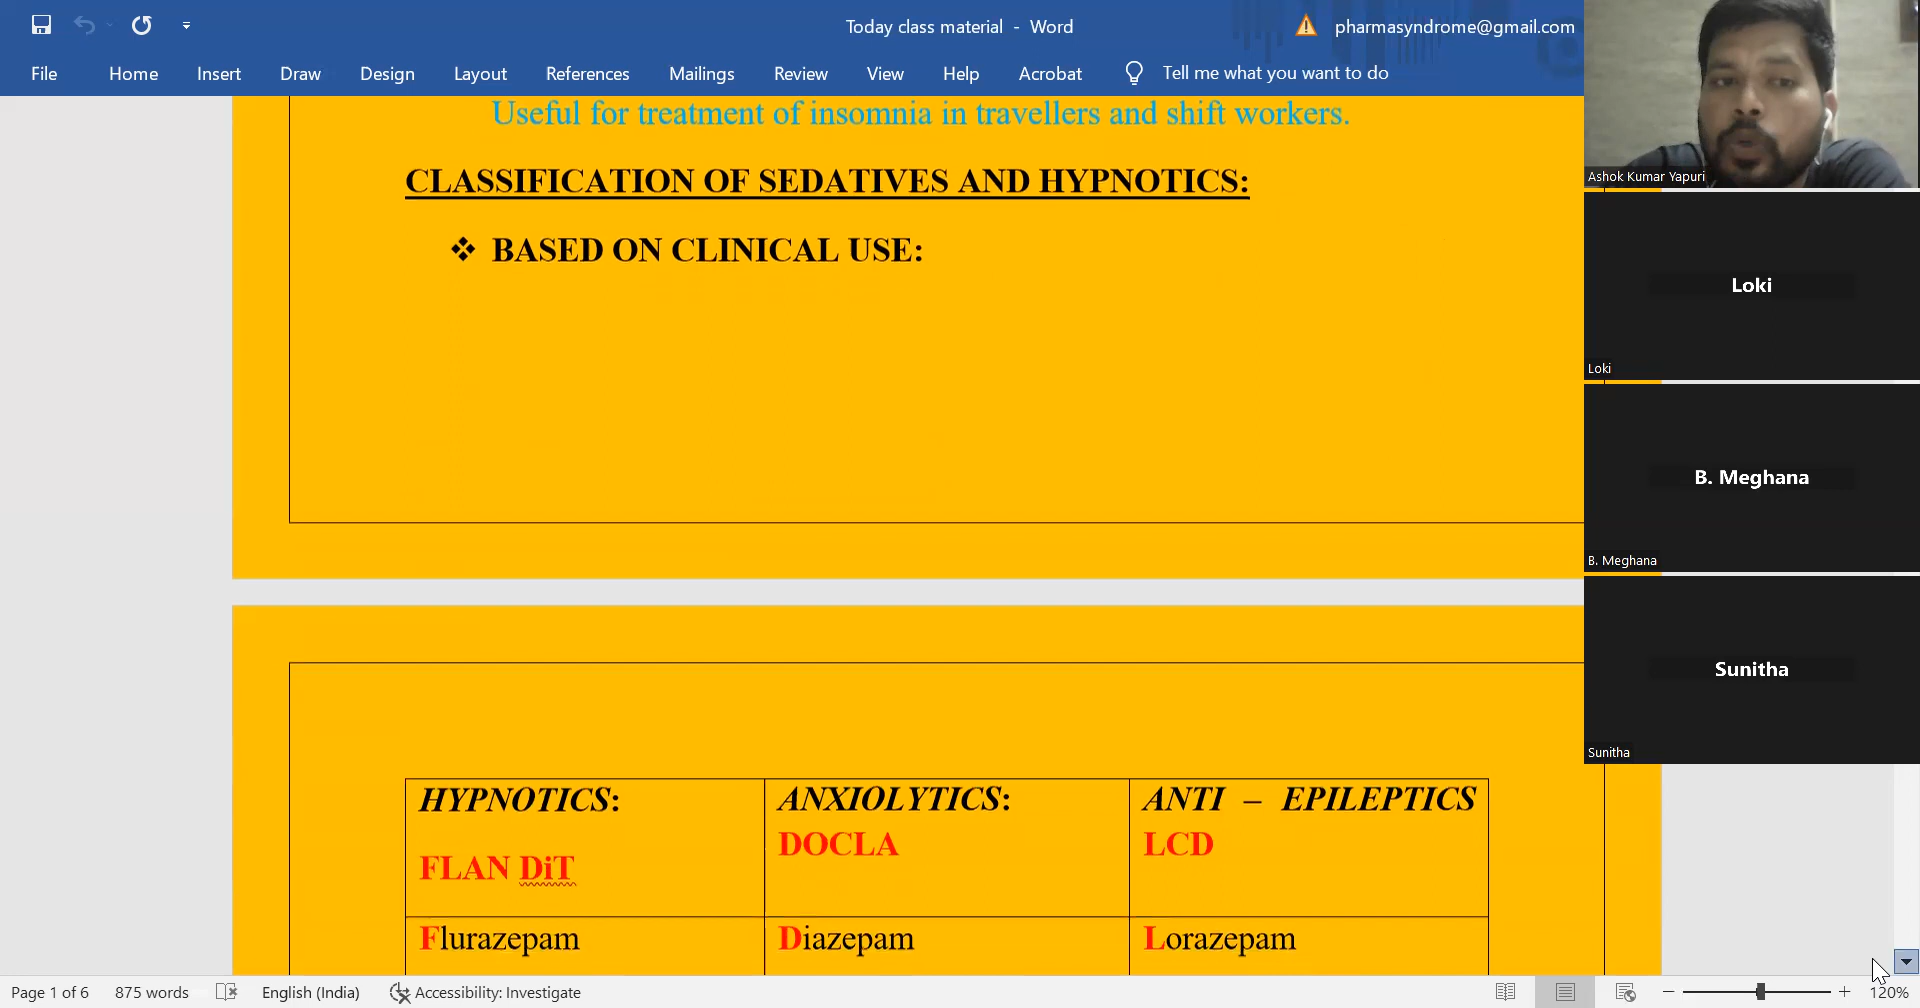 Today class material - Word
pharmasyndrome@gmail.com
File Home Insert Draw Design Layout References Mailings Review View Help Acrobat Tell me what you want to do
Useful for treatment of insomnia in travellers and shift workers.
CLASSIFICATION OF SEDATIVES AND HYPNOTICS:
❖ BASED ON CLINICAL USE:
HYPNOTICS:
FLAN DiT
ANXIOLYTICS:
DOCLA
ANTI – EPILEPTICS
LCD
Flurazepam
Diazepam
Lorazepam
Ashok Kumar Yapuri
Loki
Loki
B. Meghana
B. Meghana
Sunitha
Sunitha
Page 1 of 6 875 words English (India) Accessibility: Investigate 120%